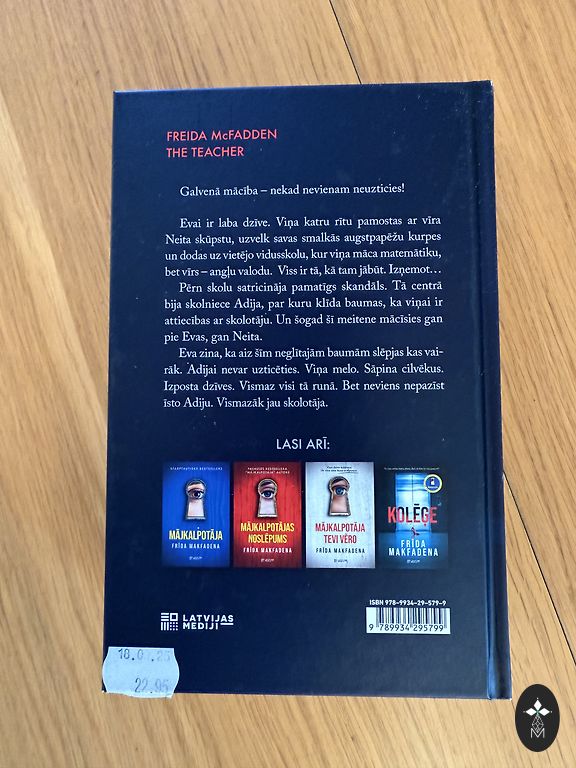 FREIDA McFADDEN
THE TEACHER
Galvenā mācība – nekad nevienam neuzticies!
Evai ir laba dzīve. Viņa katru rītu pamostas ar vīra
Neita skūpstu, uzvelk savas smalkās augstpapēžu kurpes
un dodas uz vietējo vidusskolu, kur viņa māca matemātiku,
bet vīrs – angļu valodu. Viss ir tā, kā tam jābūt. Izņemot…
Pērn skolu satricināja pamatīgs skandāls. Tā centrā
bija skolniece Adija, par kuru klīda baumas, ka viņai ir
attiecības ar skolotāju. Un šogad šī meitene mācīsies gan
pie Evas, gan Neita.
Eva zina, ka aiz šīm neglītajām baumām slēpjas kas vai-
rāk. Adijai nevar uzticēties. Viņa melo. Sāpina cilvēkus.
Izposta dzīves. Vismaz visi tā runā. Bet neviens nepazīst
īsto Adiju. Vismazāk jau skolotāja.
LASI ARĪ:
STARPTAUTISKS BESTSELLERS
MĀJKALPOTĀJA
FRĪDA MAKFADENA
PASAULES BESTSELLERA
"MĀJKALPOTĀJA" AUTORE
MĀJKALPOTĀJAS
NOSLĒPUMS
FRĪDA MAKFADENA
MĀJKALPOTĀJA
TEVI VĒRO
FRĪDA MAKFADENA
KOLĒĢE
FRĪDA
MAKFADENA
LATVIJAS
MEDIJI
ISBN 978-9934-29-579-9
9 789934 295799
22.95
M